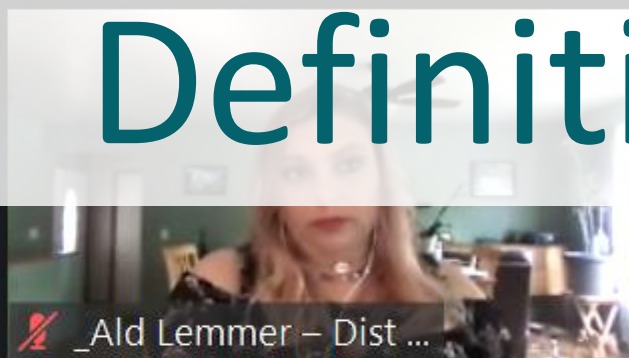 Definiti
_Ald Lemmer – Dist ...